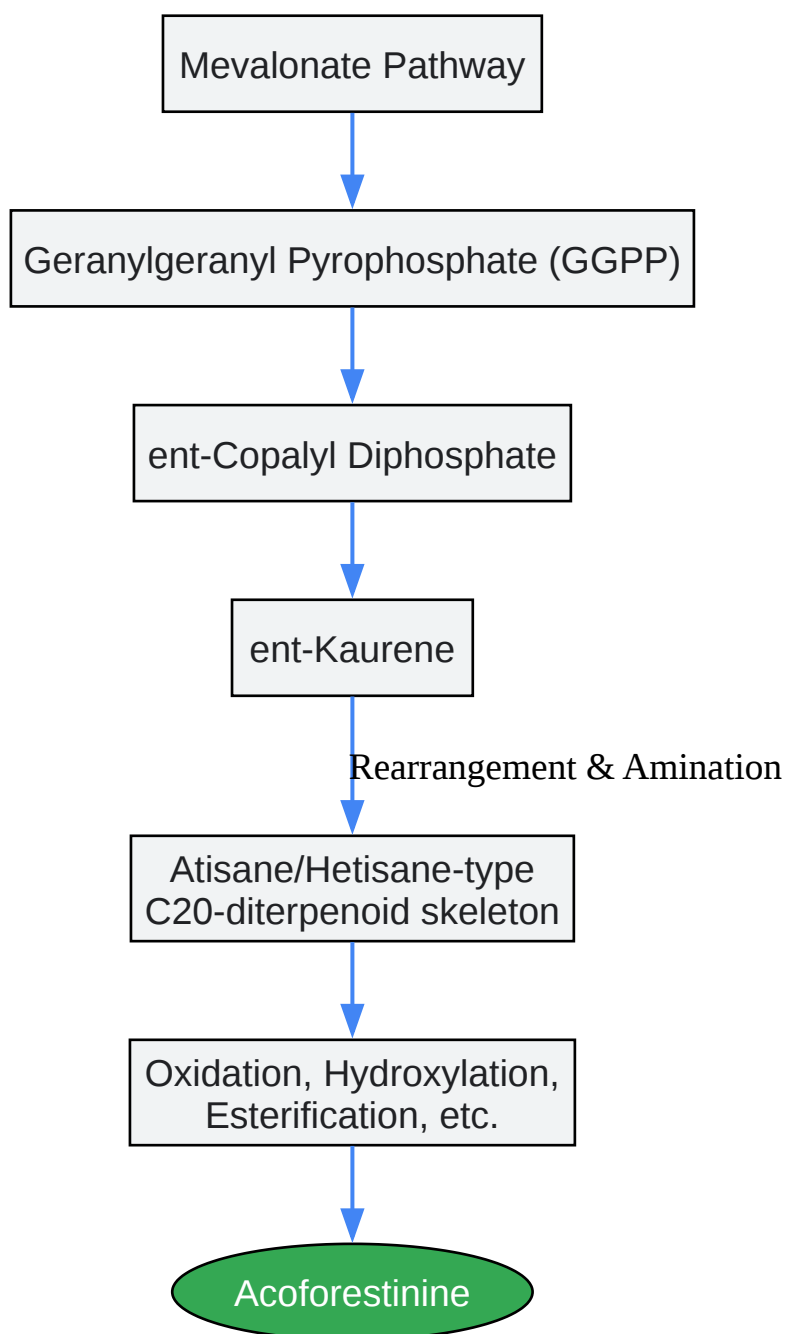 Mevalonate Pathway
Geranylgeranyl Pyrophosphate (GGPP)
ent-Copalyl Diphosphate
ent-Kaurene
Rearrangement & Amination
Atisane/Hetisane-type
C20-diterpenoid skeleton
Oxidation, Hydroxylation,
Esterification, etc.
Acoforestinine